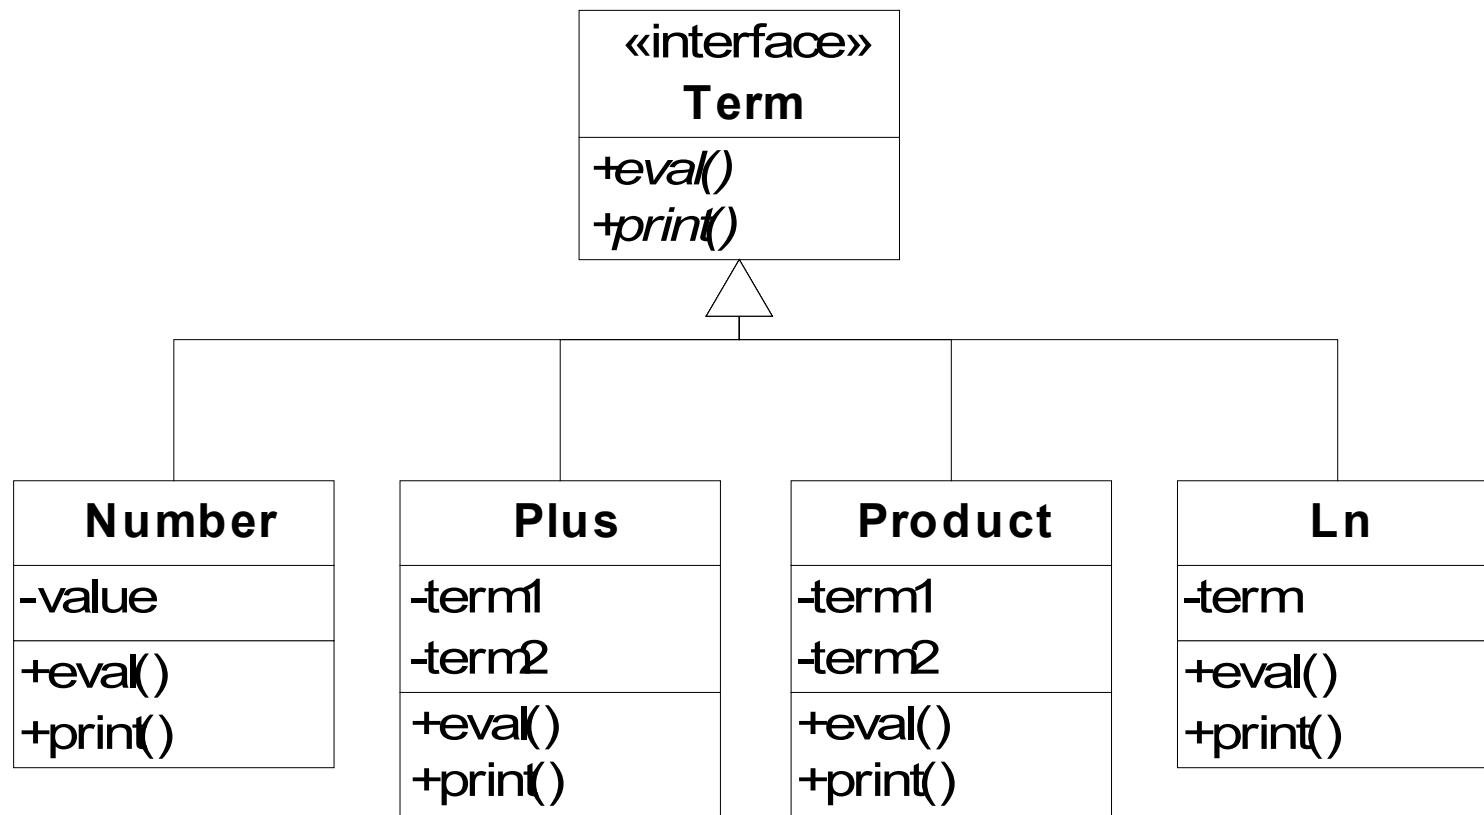 «interface»
Term
+eval()
+print()
Number
-value
+eval()
+print()
Plus
-term1
-term2
+eval()
+print()
Product
-term1
-term2
+eval()
+print()
Ln
-term
+eval()
+print()